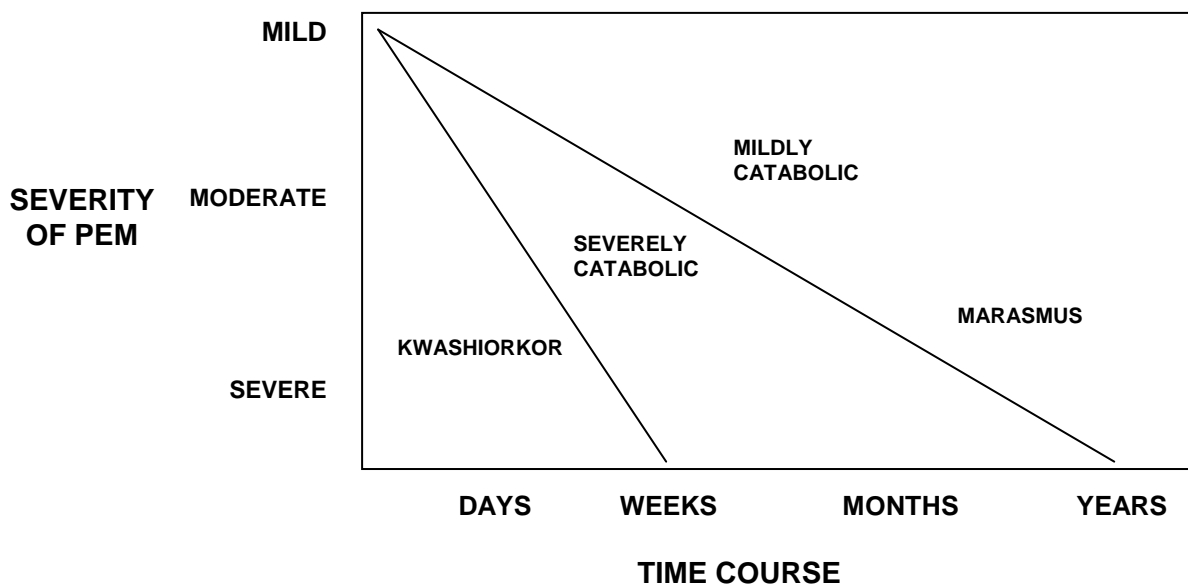 MILD
MILDLY
CATABOLIC
SEVERITY
OF PEM
MODERATE
SEVERELY
CATABOLIC
MARASMUS
KWASHIORKOR
SEVERE
DAYS
WEEKS
MONTHS
YEARS
TIME COURSE